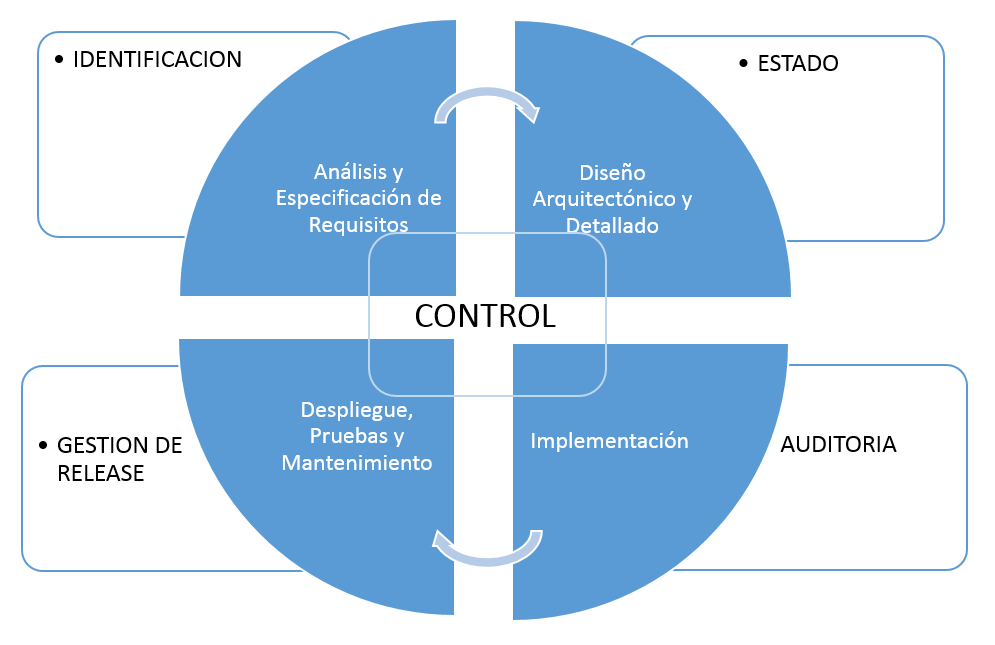 • IDENTIFICACION
• ESTADO
Análisis y
Especificación de
Requisitos
Diseño
Arquitectónico y
Detallado
CONTROL
Despliegue,
Pruebas y
Mantenimiento
Implementación
• GESTION DE
RELEASE
AUDITORIA